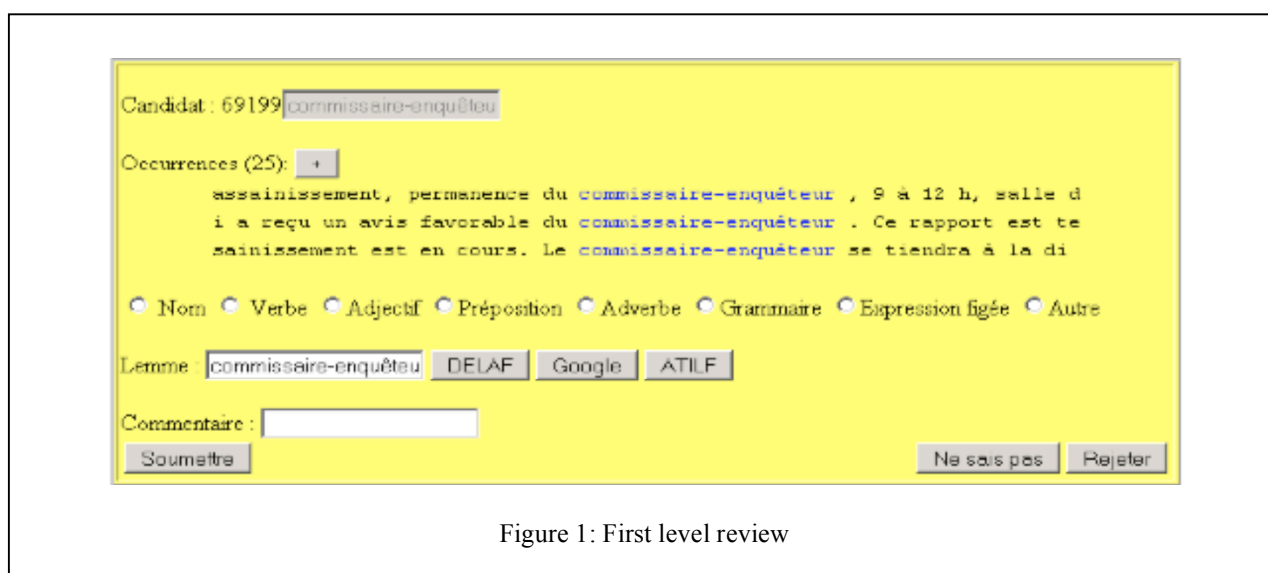 Candidat : 69199 commissaire-enquêteu
Occurrences (25): +
assainissement, permanence du commissaire-enquêteur , 9 à 12 h, salle d
i a reçu un avis favorable du commissaire-enquêteur . Ce rapport est te
sainissement est en cours. Le commissaire-enquêteur se tiendra à la di
Nom Verbe Adjectif Préposition Adverbe Grammaire Expression figée Autre
Lemme : commissaire-enquêteu DELAF Google ATILF
Commentaire :
Soumettre Ne sais pas Rejeter
Figure 1: First level review